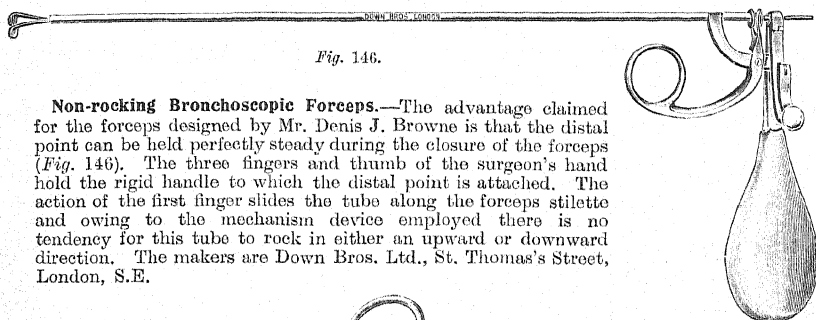 DOWN BROS. LONDON
Fig. 146.
Non-rocking Bronchoscopic Forceps.—The advantage claimed
for the forceps designed by Mr. Denis J. Browne is that the distal
point can be held perfectly steady during the closure of the forceps
(Fig. 146). The three fingers and thumb of the surgeon's hand
hold the rigid handle to which the distal point is attached. The
action of the first finger slides the tube along the forceps stilette
and owing to the mechanism device employed there is no
tendency for this tube to rock in either an upward or downward
direction. The makers are Down Bros. Ltd., St. Thomas's Street,
London, S.E.